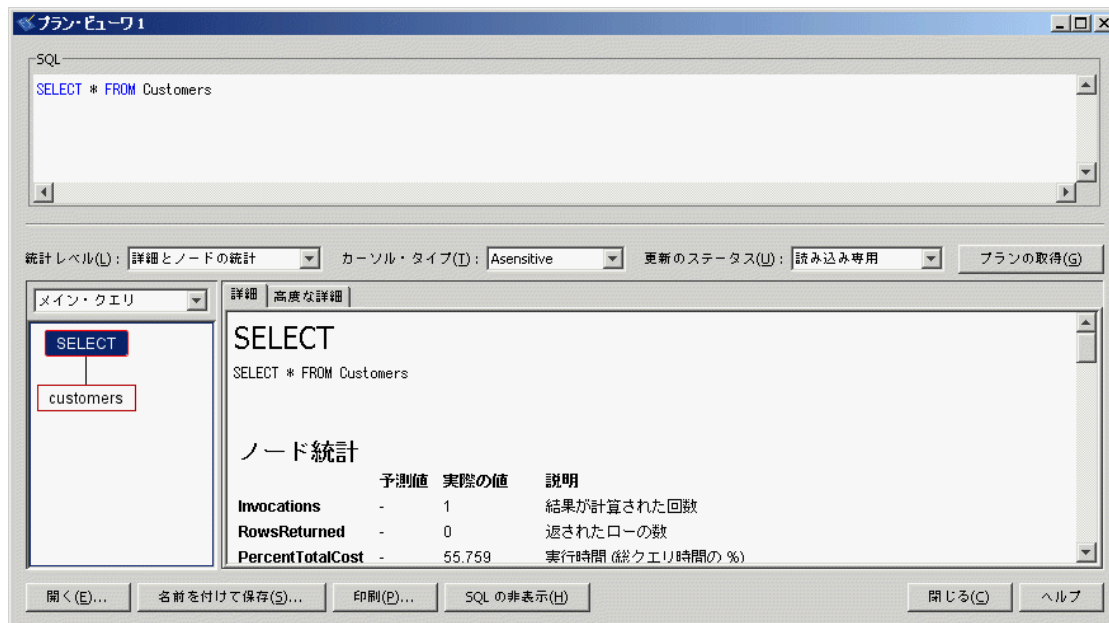 プラン・ビューワ 1
SQL
SELECT * FROM Customers
統計レベル(L): 詳細とノードの統計 カーソル・タイプ(T): Asensitive 更新のステータス(U): 読み込み専用 プランの取得(G)
メイン・クエリ
SELECT
customers
詳細 高度な詳細
SELECT
SELECT * FROM Customers
ノード統計
予測値 実際の値 説明
Invocations - 1 結果が計算された回数
RowsReturned - 0 返されたローの数
PercentTotalCost - 55.759 実行時間 (総クエリ時間の %)
開く(E)... 名前を付けて保存(S)... 印刷(P)... SQL の非表示(H) 閉じる(C) ヘルプ